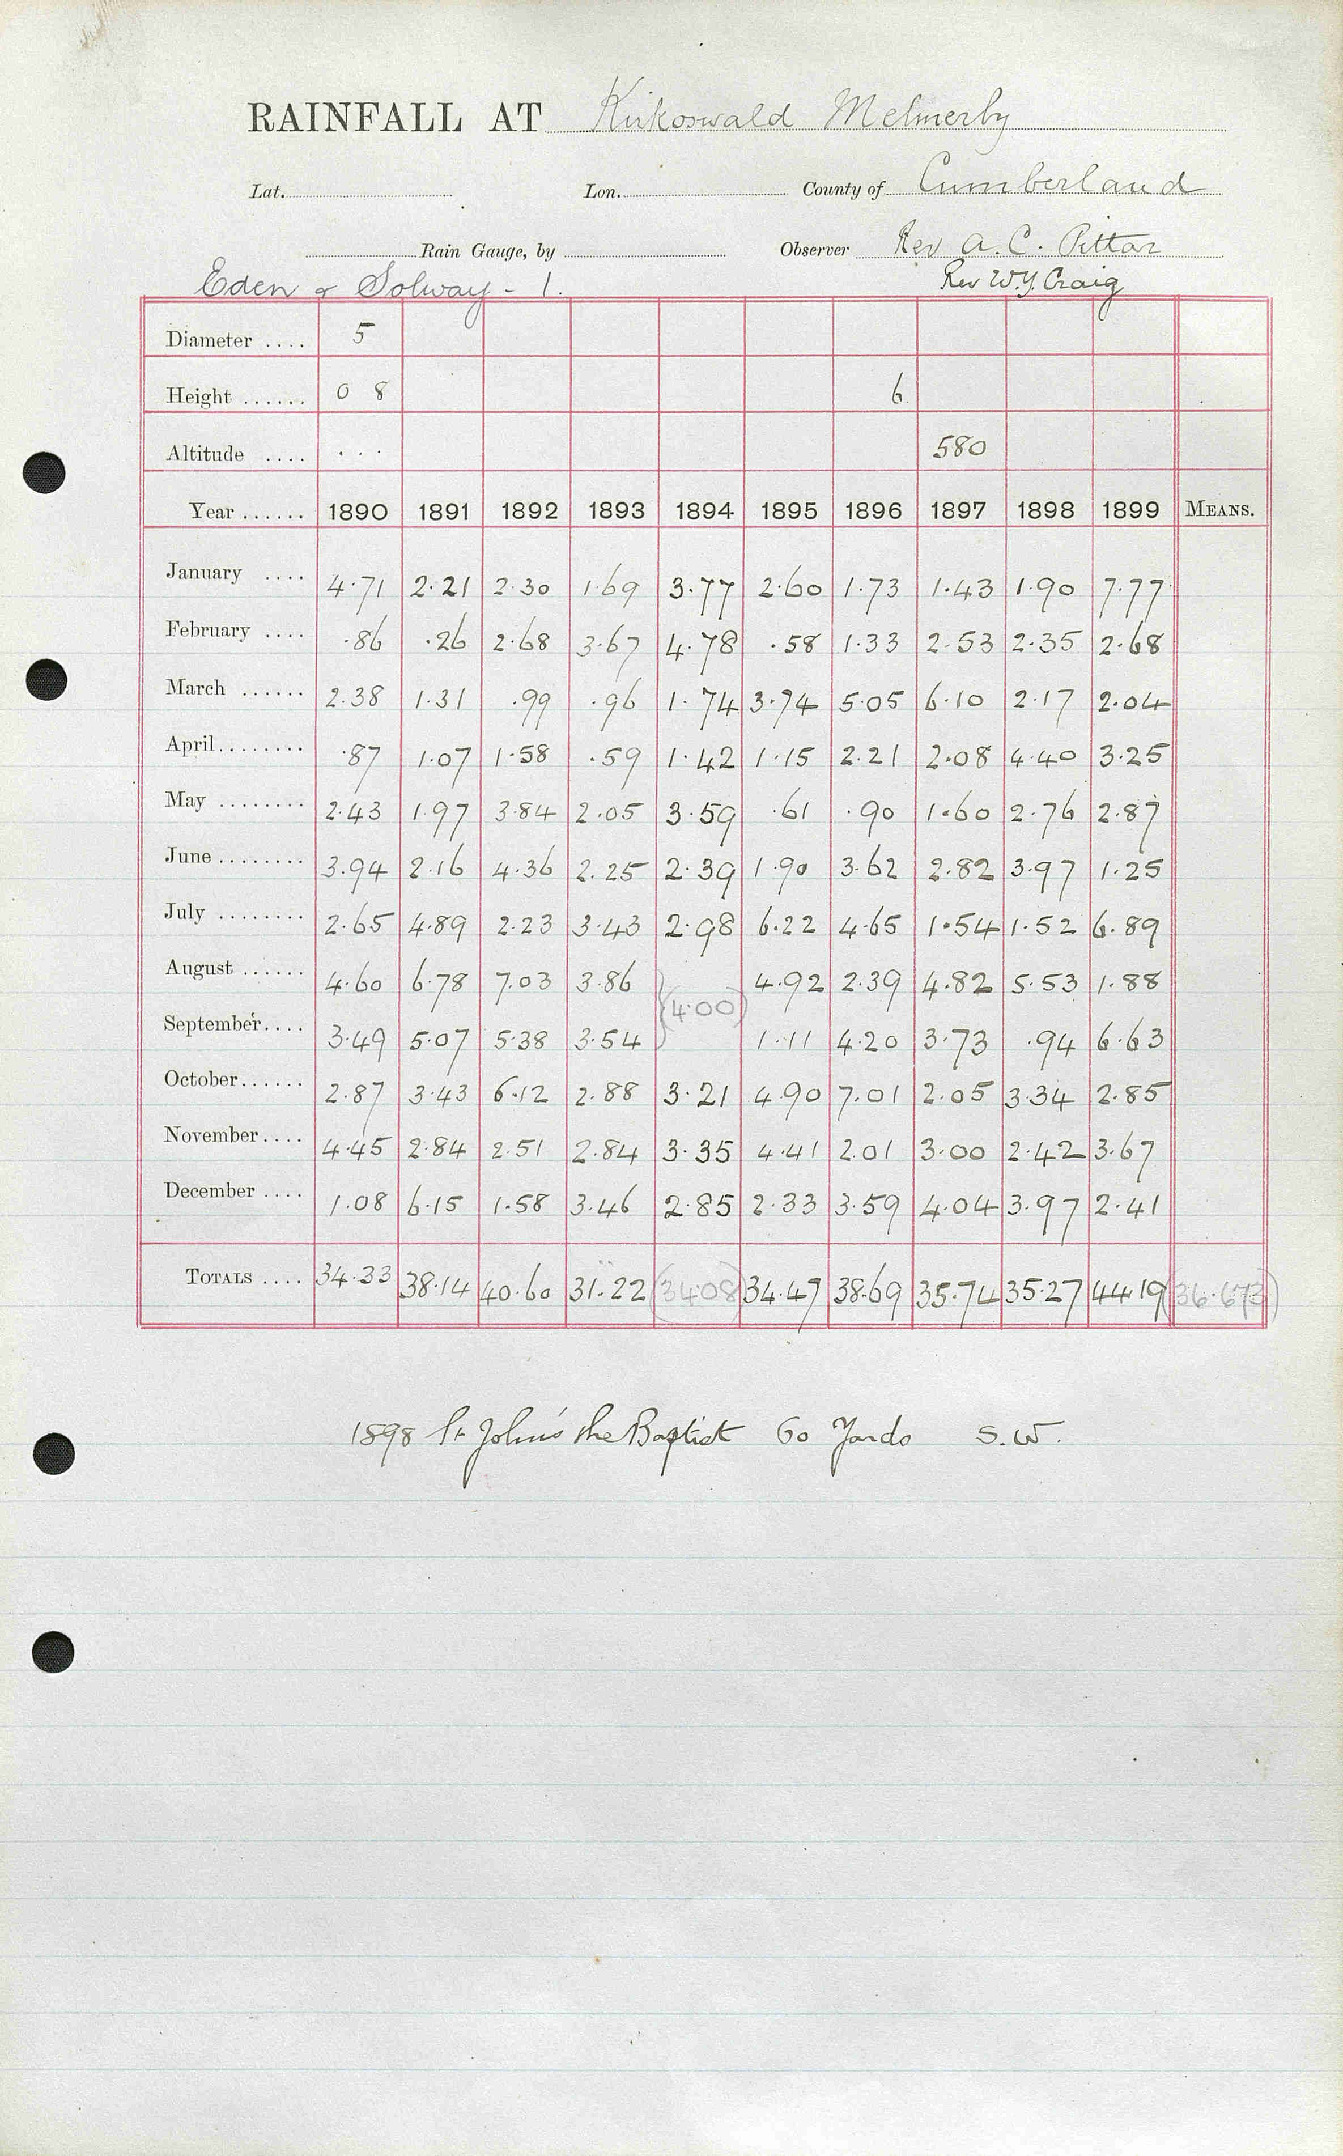 RAINFALL AT Kirkoswald Melmerby
Lat. Lon. County of Cumberland
Rain Gauge, by Observer Rev A. C. Pittar
Eden & Solway - 1. Rev W.Y. Craig
Diameter .... 5
Height ...... 0 8 6
Altitude .... ... 580
Year ...... 1890 1891 1892 1893 1894 1895 1896 1897 1898 1899 MEANS.
January .... 4.71 2.21 2.30 1.69 3.77 2.60 1.73 1.43 1.90 7.77
February .... .86 .26 2.68 3.67 4.78 .58 1.33 2.53 2.35 2.68
March ...... 2.38 1.31 .99 .96 1.74 3.74 5.05 6.10 2.17 2.04
April ........ .87 1.07 1.58 .59 1.42 1.15 2.21 2.08 4.40 3.25
May ........ 2.43 1.97 3.84 2.05 3.59 .61 .90 1.60 2.76 2.87
June ........ 3.94 2.16 4.36 2.25 2.39 1.90 3.62 2.82 3.97 1.25
July ........ 2.65 4.89 2.23 3.43 2.98 6.22 4.65 1.54 1.52 6.89
August ...... 4.60 6.78 7.03 3.86 4.92 2.39 4.82 5.53 1.88
(4.00)
September .... 3.49 5.07 5.38 3.54 1.11 4.20 3.73 .94 6.63
October ...... 2.87 3.43 6.12 2.88 3.21 4.90 7.01 2.05 3.34 2.85
November .... 4.45 2.84 2.51 2.84 3.35 4.41 2.01 3.00 2.42 3.67
December .... 1.08 6.15 1.58 3.46 2.85 2.33 3.59 4.04 3.97 2.41
TOTALS .... 34.33 38.14 40.60 31.22 (34.08) 34.47 38.69 35.74 35.27 44.19 (36.673)
1898 St John's the Baptist 60 Yards S.W.